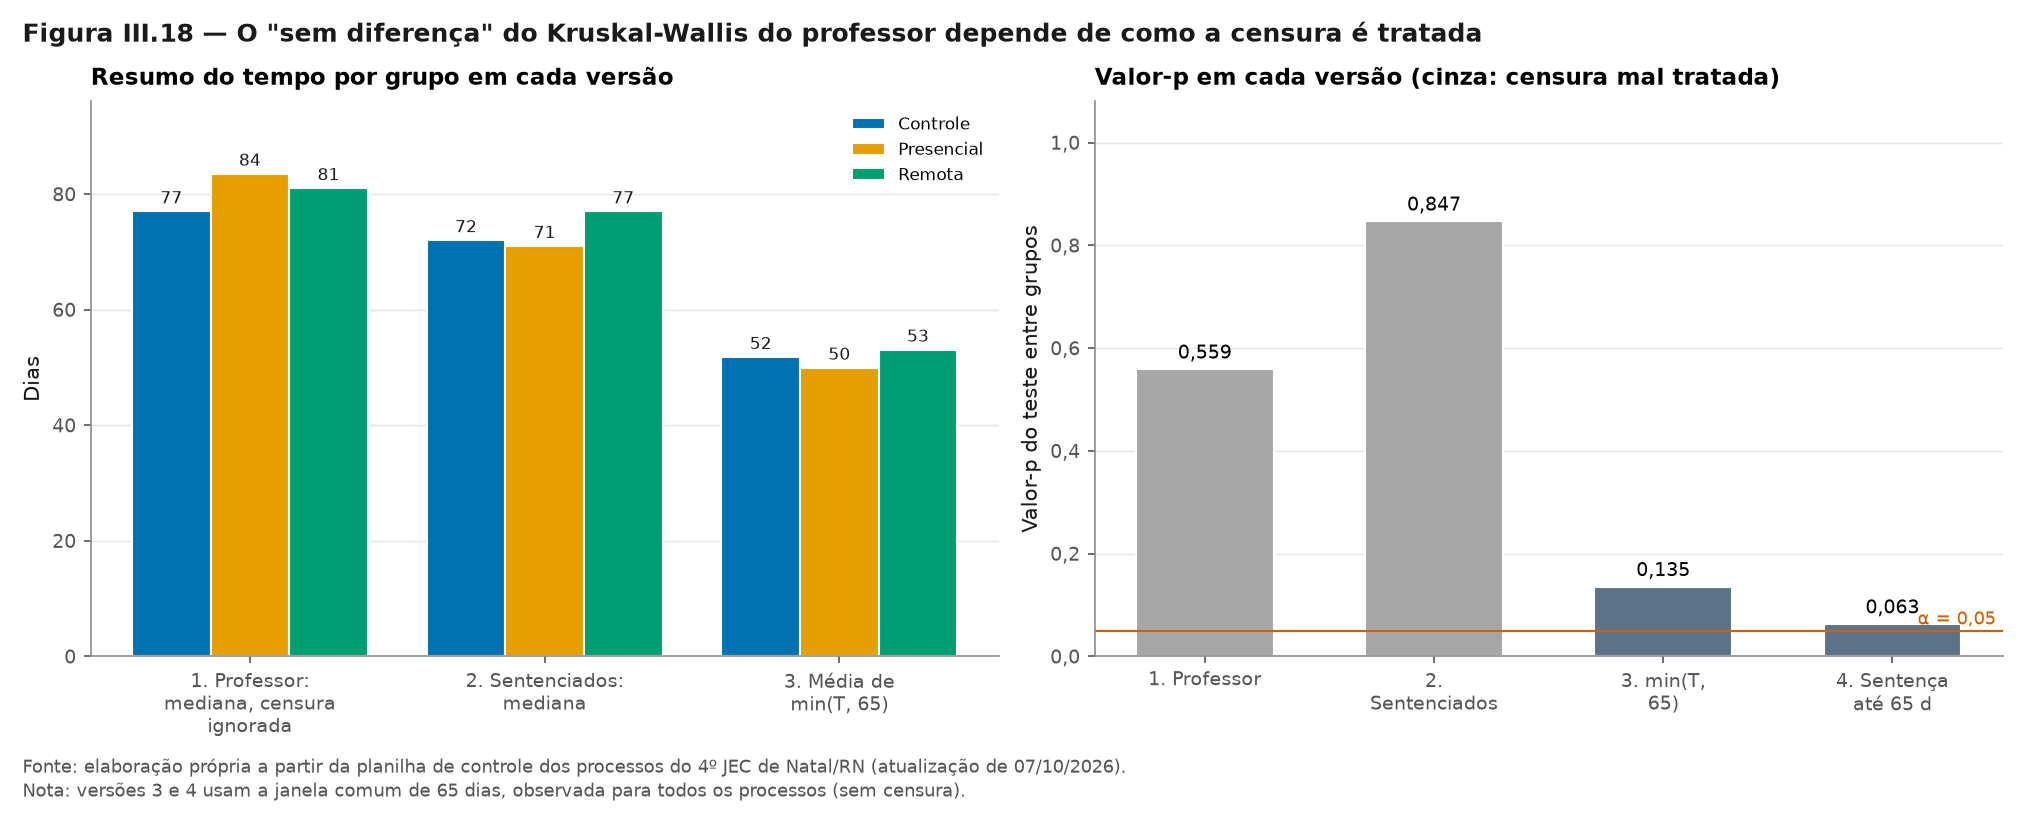 Figura III.18 — O "sem diferença" do Kruskal-Wallis do professor depende de como a censura é tratada
Resumo do tempo por grupo em cada versão
Dias
80
60
40
20
0
Controle
Presencial
Remota
77
84
81
72
71
77
52
50
53
1. Professor:
mediana, censura
ignorada
2. Sentenciados:
mediana
3. Média de
min(T, 65)
Valor-p em cada versão (cinza: censura mal tratada)
Valor-p do teste entre grupos
1,0
0,8
0,6
0,4
0,2
0,0
0,559
0,847
0,135
0,063
α = 0,05
1. Professor
2.
Sentenciados
3. min(T,
65)
4. Sentença
até 65 d
Fonte: elaboração própria a partir da planilha de controle dos processos do 4º JEC de Natal/RN (atualização de 07/10/2026).
Nota: versões 3 e 4 usam a janela comum de 65 dias, observada para todos os processos (sem censura).